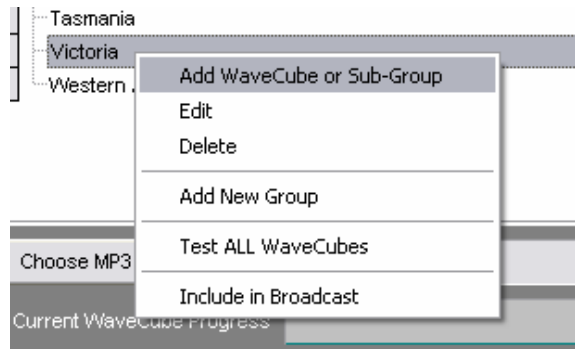 Tasmania
Victoria
Western
Add WaveCube or Sub-Group
Edit
Delete
Add New Group
Test ALL WaveCubes
Include in Broadcast
Choose MP3
Current WaveCube Progress